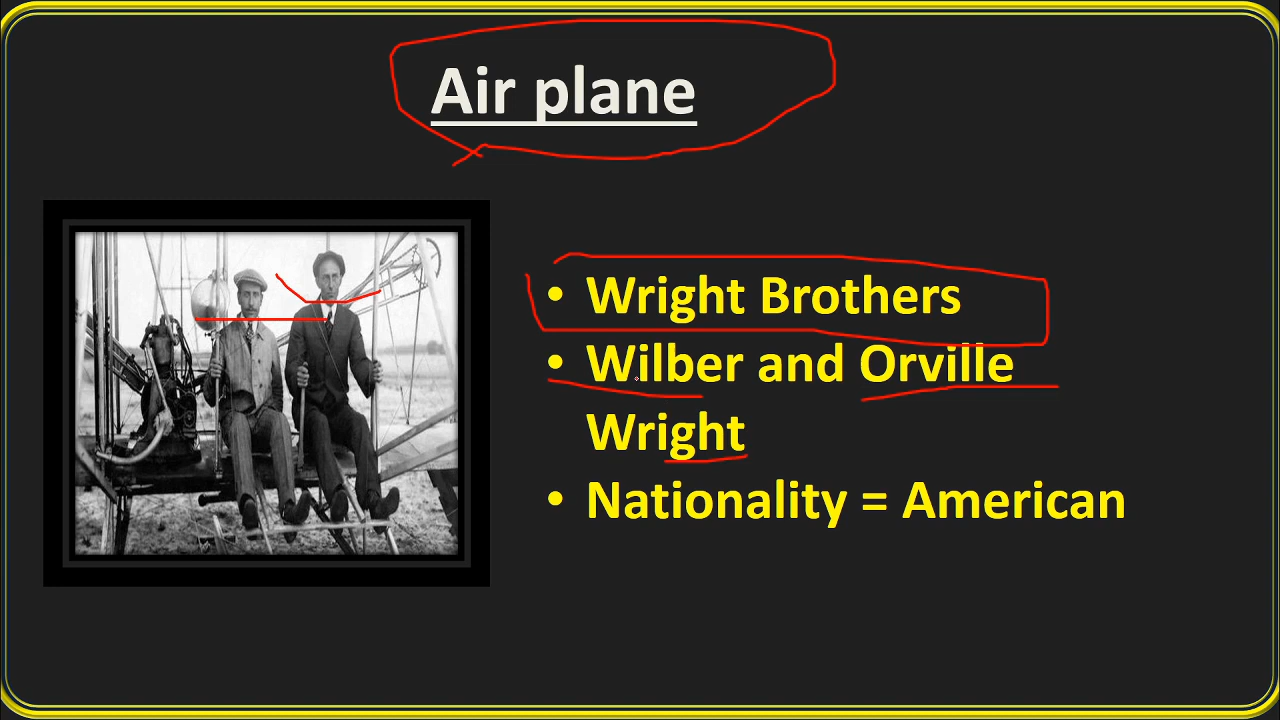 Air plane
• Wright Brothers
• Wilber and Orville
Wright
• Nationality = American